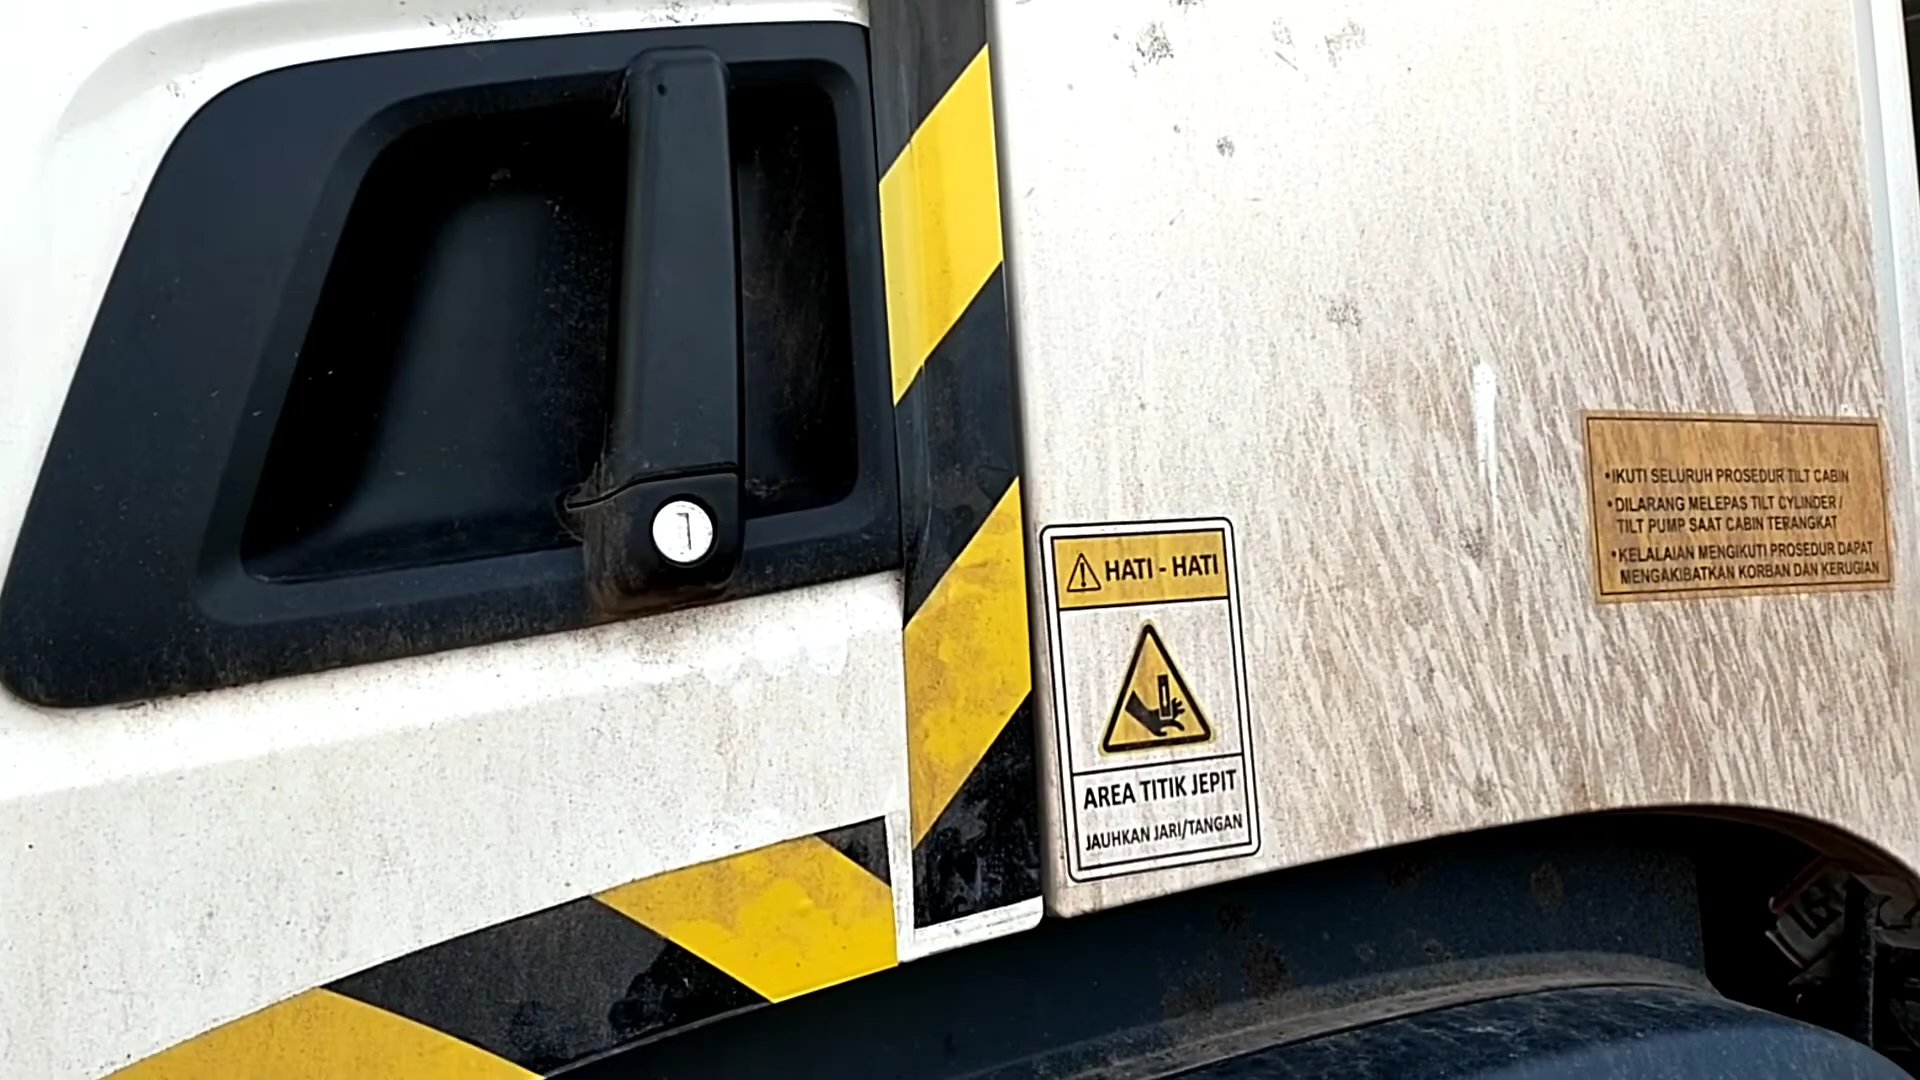 HATI - HATI
AREA TITIK JEPIT
JAUHKAN JARI/TANGAN
•IKUTI SELURUH PROSEDUR TILT CABIN
•DILARANG MELEPAS TILT CYLINDER /
TILT PUMP SAAT CABIN TERANGKAT
•KELALAIAN MENGIKUTI PROSEDUR DAPAT
MENGAKIBATKAN KORBAN DAN KERUGIAN